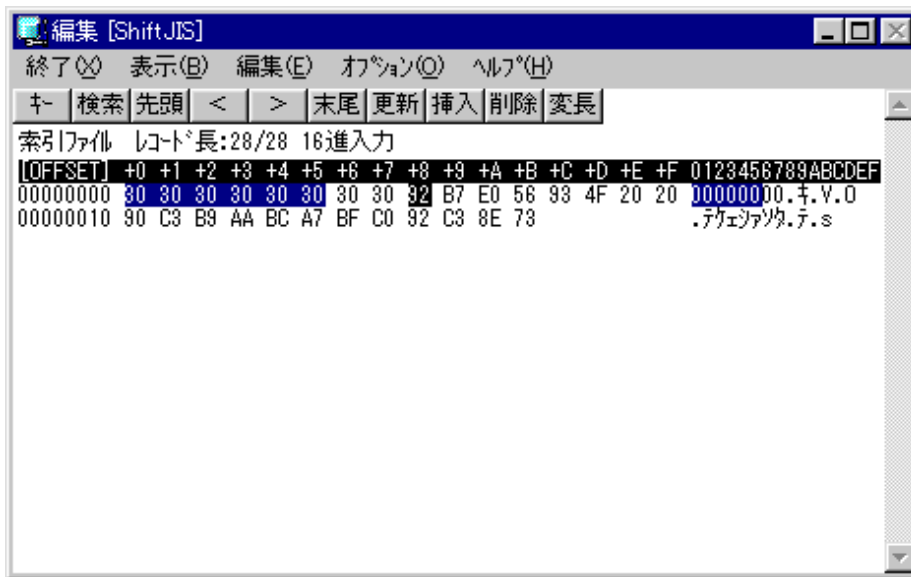 編集 [ShiftJIS]
終了(X) 表示(B) 編集(E) ｵﾌﾟｼｮﾝ(O) ﾍﾙﾌﾟ(H)
ｷｰ 検索 先頭 < > 末尾 更新 挿入 削除 変長
索引ﾌｧｲﾙ ﾚｺｰﾄﾞ長:28/28 16進入力
[OFFSET] +0 +1 +2 +3 +4 +5 +6 +7 +8 +9 +A +B +C +D +E +F 0123456789ABCDEF
00000000 30 30 30 30 30 30 30 30 92 B7 E0 56 93 4F 20 20 00000000.ｷ.V.O
00000010 90 C3 B9 AA BC A7 BF C0 92 C3 8E 73 .ﾃｹｪｼｧｿﾀ.ﾃ.s